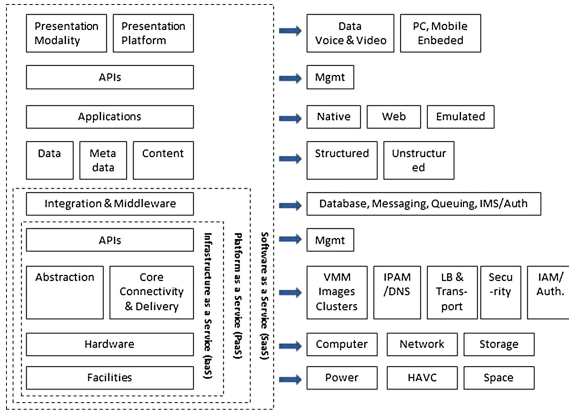 Presentation
Modality
Presentation
Platform
Data
Voice & Video
PC, Mobile
Enbeded
APIs
Mgmt
Applications
Native
Web
Emulated
Data
Meta
data
Content
Structured
Unstructur
ed
Integration & Middleware
Database, Messaging, Queuing, IMS/Auth
APIs
Mgmt
Abstraction
Core
Connectivity
& Delivery
VMM
Images
Clusters
IPAM
/DNS
LB &
Trans-
port
Secu
-rity
IAM/
Auth.
Hardware
Computer
Network
Storage
Facilities
Power
HAVC
Space
Infrastructure as a Service (IaaS)
Platform as a Service (PaaS)
Software as a Service (SaaS)